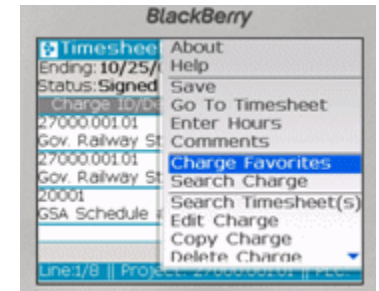 BlackBerry
Timeshee
Ending: 10/25/
Status: Signed
Charge ID/De
27000.001.01
Gov. Railway St
27000.001.01
Gov. Railway St
20001
GSA Schedule
About
Help
Save
Go To Timesheet
Enter Hours
Comments
Charge Favorites
Search Charge
Search Timesheet(s)
Edit Charge
Copy Charge
Delete Charge
Line:1/8 || Project: 27000.001.01 || PLC: